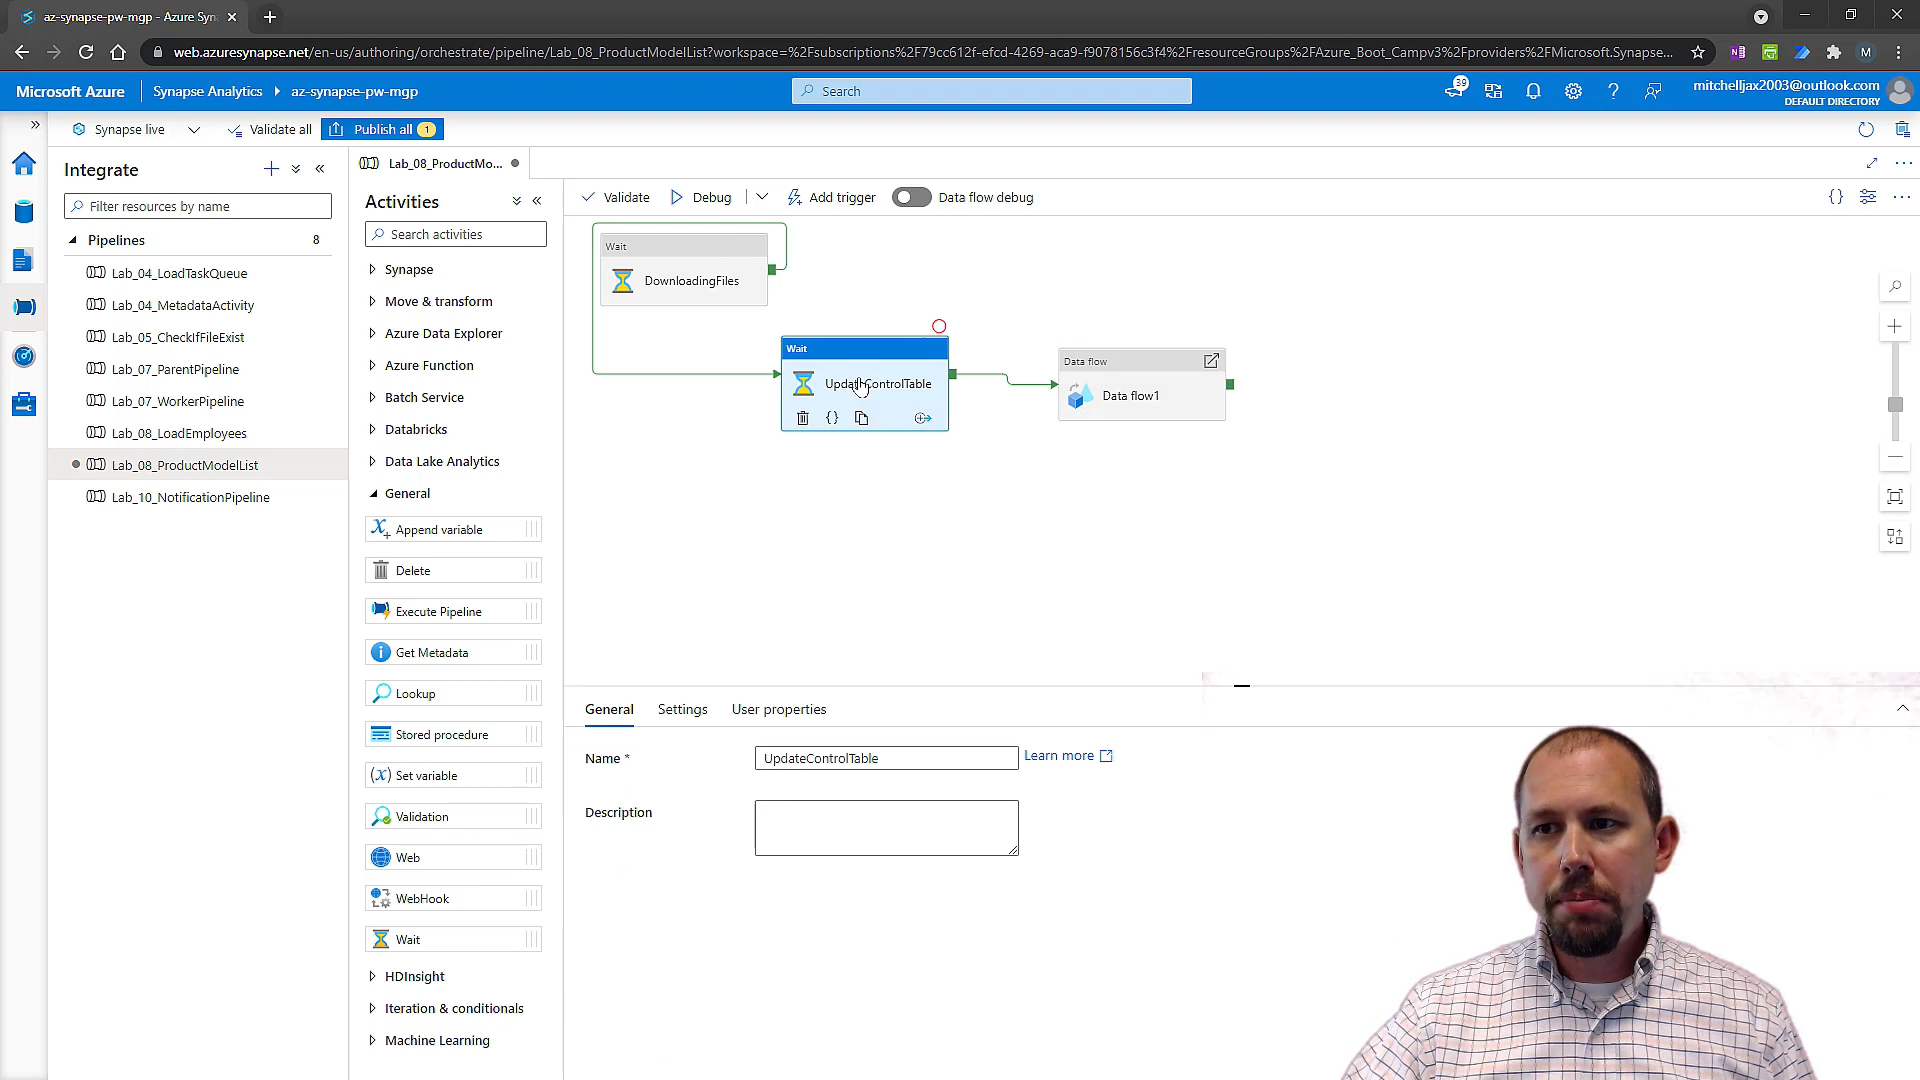 az-synapse-pw-mgp - Azure Syn
web.azuresynapse.net/en-us/authoring/orchestrate/pipeline/Lab_08_ProductModelList?workspace=%2Fsubscriptions%2F79cc612f-efcd-4269-aca9-f9078156c3f4%2FresourceGroups%2FAzure_Boot_Campv3%2Fproviders%2FMicrosoft.Synapse...
M
Microsoft Azure
Synapse Analytics
az-synapse-pw-mgp
Search
39
mitchelljax2003@outlook.com
DEFAULT DIRECTORY
Synapse live
Validate all
Publish all 1
Integrate
Filter resources by name
Pipelines 8
Lab_04_LoadTaskQueue
Lab_04_MetadataActivity
Lab_05_CheckIfFileExist
Lab_07_ParentPipeline
Lab_07_WorkerPipeline
Lab_08_LoadEmployees
Lab_08_ProductModelList
Lab_10_NotificationPipeline
Lab_08_ProductMo...
Activities
Search activities
Synapse
Move & transform
Azure Data Explorer
Azure Function
Batch Service
Databricks
Data Lake Analytics
General
Append variable
Delete
Execute Pipeline
Get Metadata
Lookup
Stored procedure
Set variable
Validation
Web
WebHook
Wait
HDInsight
Iteration & conditionals
Machine Learning
Validate
Debug
Add trigger
Data flow debug
Wait
DownloadingFiles
Wait
UpdateControlTable
Data flow
Data flow1
General
Settings
User properties
Name *
UpdateControlTable
Learn more
Description